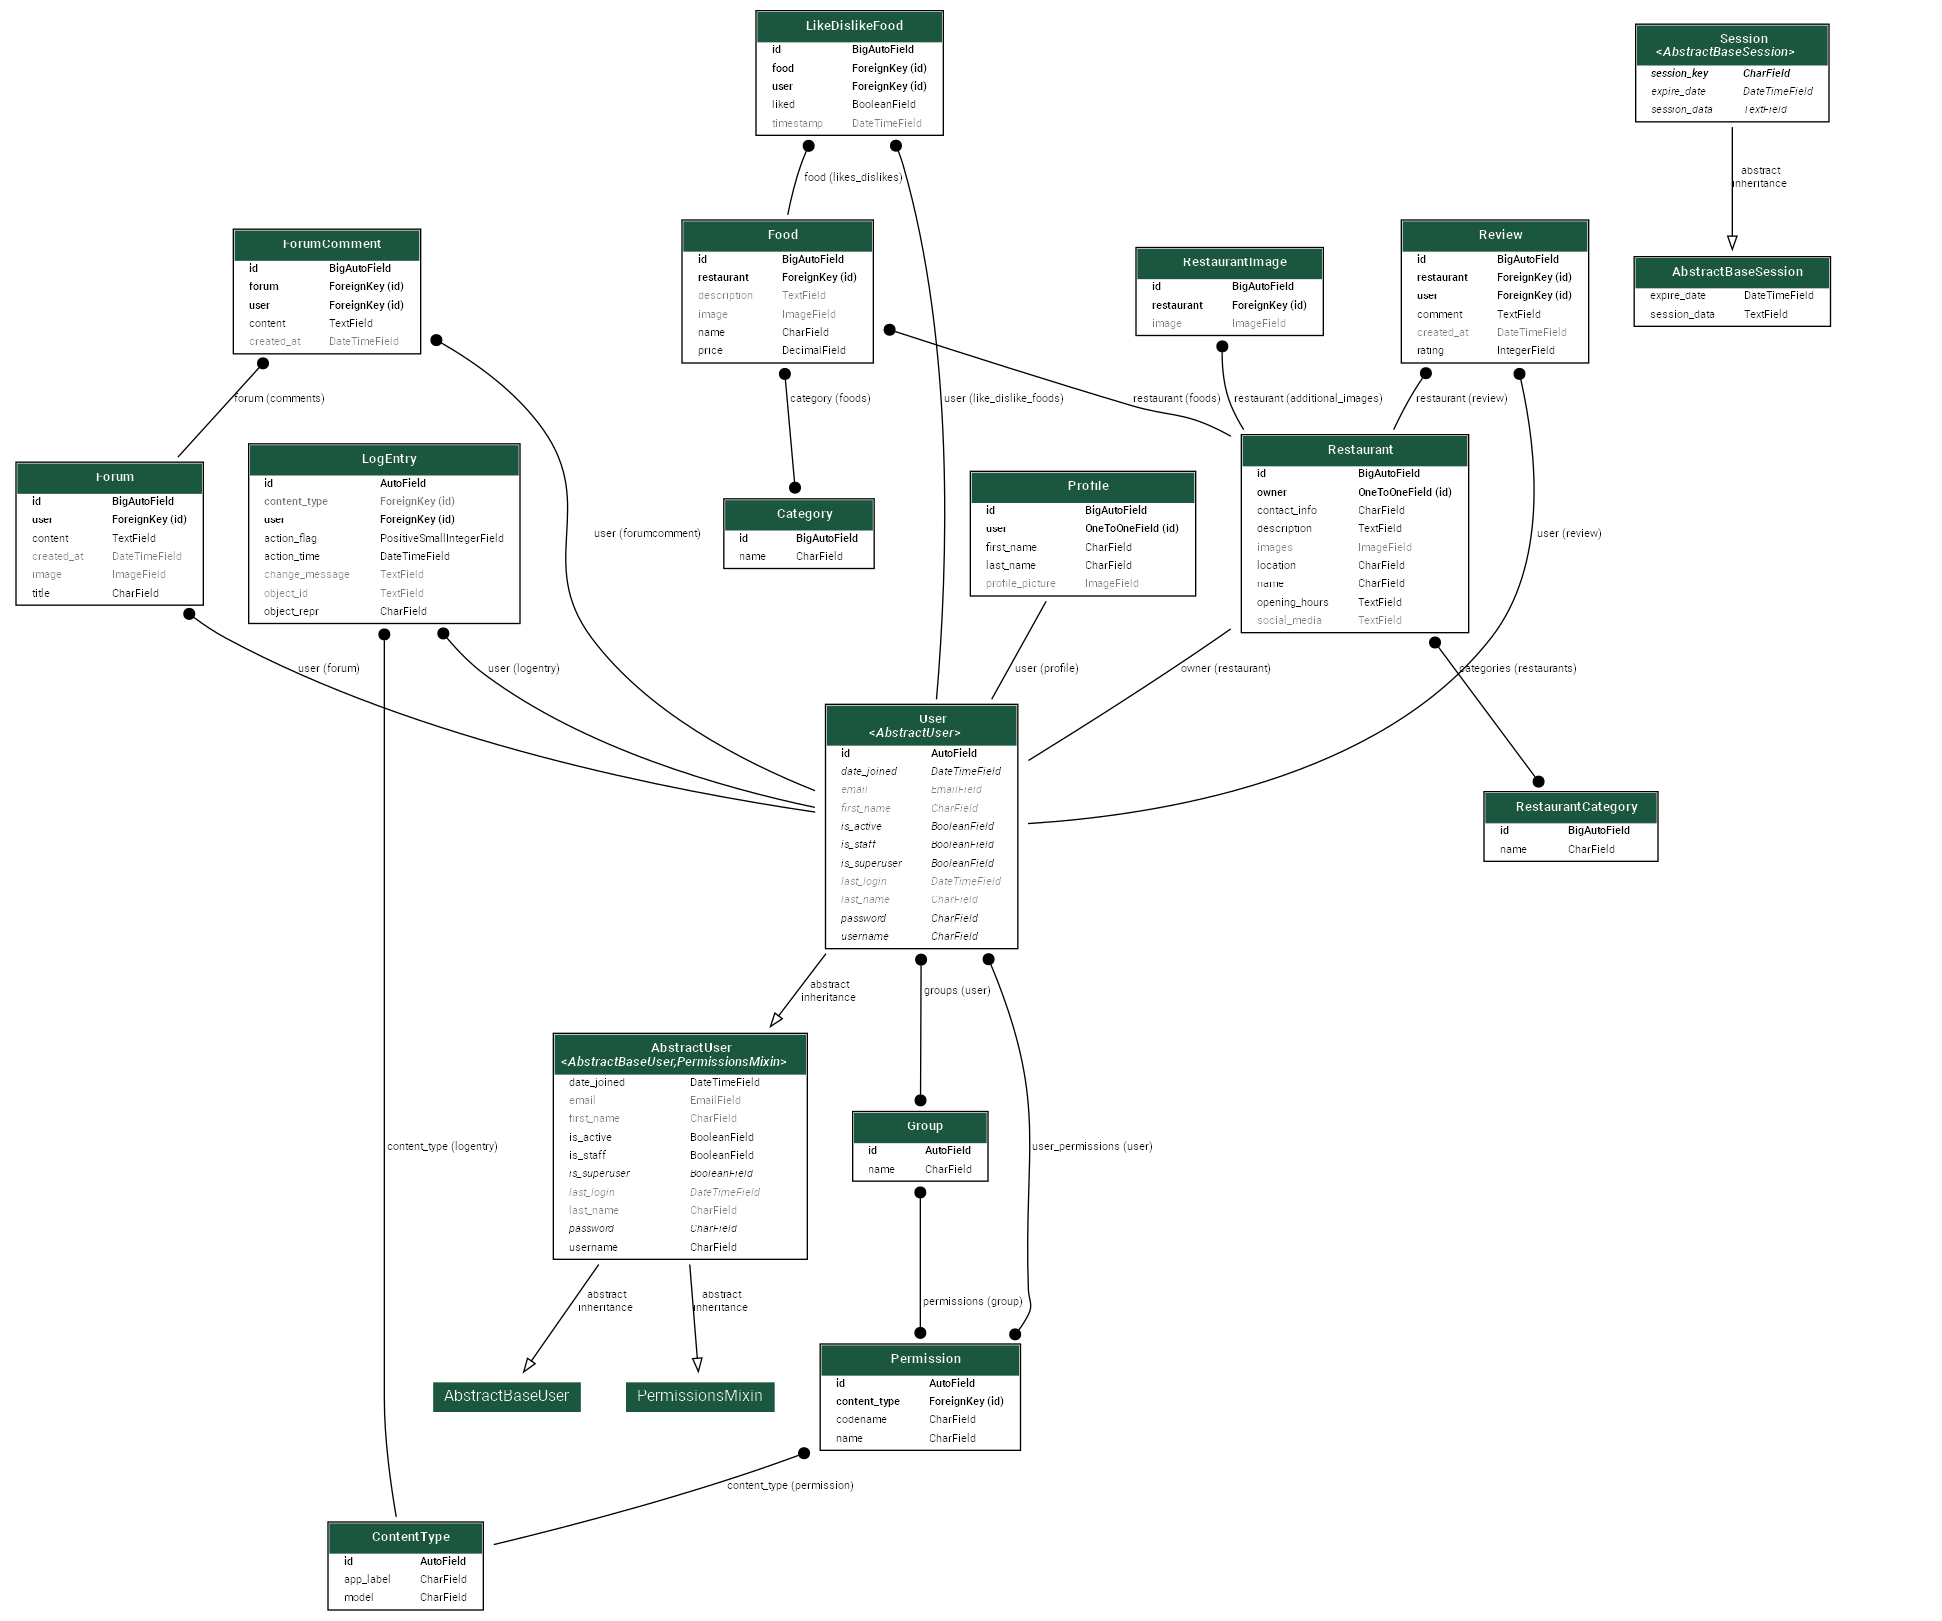 LikeDislikeFood
id BigAutoField
food ForeignKey (id)
user ForeignKey (id)
liked BooleanField
timestamp DateTimeField
Session
<AbstractBaseSession>
session_key CharField
expire_date DateTimeField
session_data TextField
food (likes_dislikes)
abstract
inheritance
ForumComment
id BigAutoField
forum ForeignKey (id)
user ForeignKey (id)
content TextField
created_at DateTimeField
Food
id BigAutoField
restaurant ForeignKey (id)
description TextField
image ImageField
name CharField
price DecimalField
RestaurantImage
id BigAutoField
restaurant ForeignKey (id)
image ImageField
Review
id BigAutoField
restaurant ForeignKey (id)
user ForeignKey (id)
comment TextField
created_at DateTimeField
rating IntegerField
AbstractBaseSession
expire_date DateTimeField
session_data TextField
forum (comments)
category (foods)
user (like_dislike_foods)
restaurant (foods)
restaurant (additional_images)
restaurant (review)
Forum
id BigAutoField
user ForeignKey (id)
content TextField
created_at DateTimeField
image ImageField
title CharField
LogEntry
id AutoField
content_type ForeignKey (id)
user ForeignKey (id)
action_flag PositiveSmallIntegerField
action_time DateTimeField
change_message TextField
object_id TextField
object_repr CharField
user (forumcomment)
Category
id BigAutoField
name CharField
Profile
id BigAutoField
user OneToOneField (id)
first_name CharField
last_name CharField
profile_picture ImageField
Restaurant
id BigAutoField
owner OneToOneField (id)
contact_info CharField
description TextField
images ImageField
location CharField
name CharField
opening_hours TextField
social_media TextField
user (review)
user (forum)
user (logentry)
user (profile)
owner (restaurant)
categories (restaurants)
User
<AbstractUser>
id AutoField
date_joined DateTimeField
email EmailField
first_name CharField
is_active BooleanField
is_staff BooleanField
is_superuser BooleanField
last_login DateTimeField
last_name CharField
password CharField
username CharField
RestaurantCategory
id BigAutoField
name CharField
abstract
inheritance
groups (user)
AbstractUser
<AbstractBaseUser,PermissionsMixin>
date_joined DateTimeField
email EmailField
first_name CharField
is_active BooleanField
is_staff BooleanField
is_superuser BooleanField
last_login DateTimeField
last_name CharField
password CharField
username CharField
Group
id AutoField
name CharField
content_type (logentry)
user_permissions (user)
abstract
inheritance
abstract
inheritance
permissions (group)
AbstractBaseUser
PermissionsMixin
Permission
id AutoField
content_type ForeignKey (id)
codename CharField
name CharField
content_type (permission)
ContentType
id AutoField
app_label CharField
model CharField